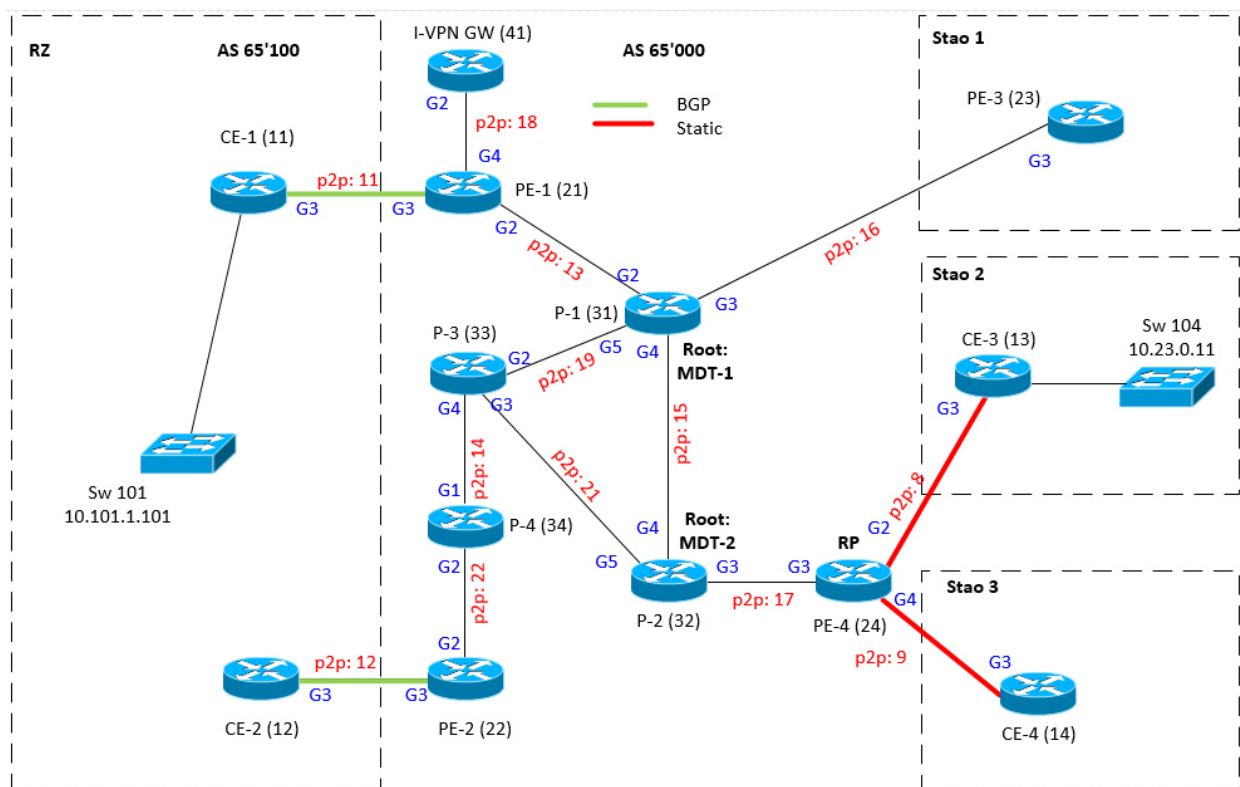 RZ
AS 65'100
I-VPN GW (41)
AS 65'000
Stao 1
G2
BGP
Static
PE-3 (23)
p2p: 18
CE-1 (11)
G4
G3
p2p: 11
G3
G3
PE-1 (21)
G2
p2p: 13
p2p: 16
G2
G3
P-1 (31)
Stao 2
P-3 (33)
G2
G5
G4
p2p: 19
Root:
MDT-1
CE-3 (13)
Sw 104
10.23.0.11
G4
G3
G3
p2p: 14
p2p: 21
p2p: 15
p2p: 8
G1
Sw 101
10.101.1.101
P-4 (34)
G2
p2p: 22
G4
Root:
MDT-2
G5
G3
p2p: 17
G3
RP
G2
G4
P-2 (32)
PE-4 (24)
Stao 3
p2p: 9
G3
CE-4 (14)
G2
p2p: 12
G3
G3
CE-2 (12)
PE-2 (22)